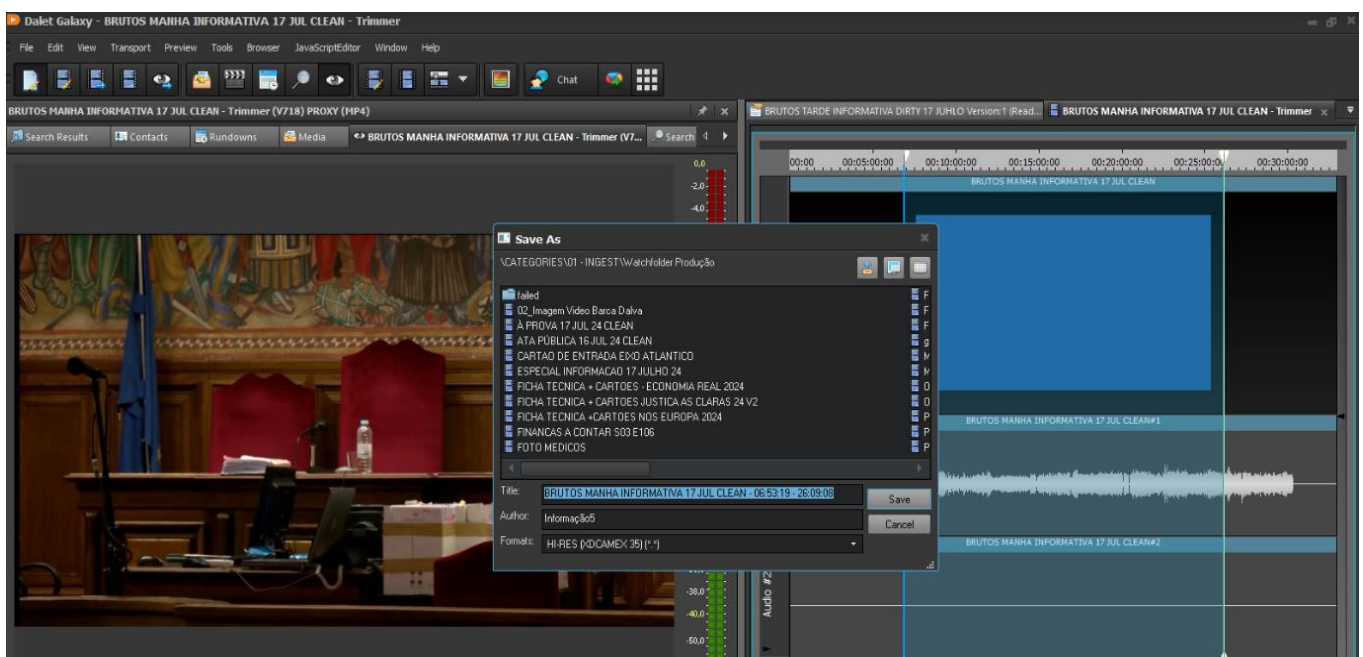 Dalet Galaxy - BRUTOS MANHA INFORMATIVA 17 JUL CLEAN - Trimmer
File Edit View Transport Preview Tools Browser JavaScriptEditor Window Help
Chat
BRUTOS MANHA INFORMATIVA 17 JUL CLEAN - Trimmer (V718) PROXY (MP4)
Search Results Contacts Rundowns Media BRUTOS MANHA INFORMATIVA 17 JUL CLEAN - Trimmer (V7... Search
0,0
-2,0
-4,0
BRUTOS TARDE INFORMATIVA DIRTY 17 JUHLO Version:1 (Read... BRUTOS MANHA INFORMATIVA 17 JUL CLEAN - Trimmer
00:00 00:05:00:00 00:10:00:00 00:15:00:00 00:20:00:00 00:25:00:0 00:30:00:00
BRUTOS MANHA INFORMATIVA 17 JUL CLEAN
Save As
\CATEGORIES\01 - INGEST\Watchfolder Produção
failed
02_Imagem Video Barca Dalva
À PROVA 17 JUL 24 CLEAN
ATA PÚBLICA 16 JUL 24 CLEAN
CARTAO DE ENTRADA EIXO ATLANTICO
ESPECIAL INFORMACAO 17 JULHO 24
FICHA TECNICA + CARTOES - ECONOMIA REAL 2024
FICHA TECNICA + CARTOES JUSTICA AS CLARAS 24 V2
FICHA TECNICA +CARTOES NOS EUROPA 2024
FINANCAS A CONTAR S03 E106
FOTO MEDICOS
F
F
F
g
M
M
O
O
P
P
P
Title: BRUTOS MANHA INFORMATIVA 17 JUL CLEAN - 06:53:19 - 26:09:08 Save
Author: Informação5 Cancel
Formats: HI-RES (XDCAMEX 35) (*.*)
BRUTOS MANHA INFORMATIVA 17 JUL CLEAN#1
BRUTOS MANHA INFORMATIVA 17 JUL CLEAN#2
Audio #2
-38,0
-40,0
-50,0